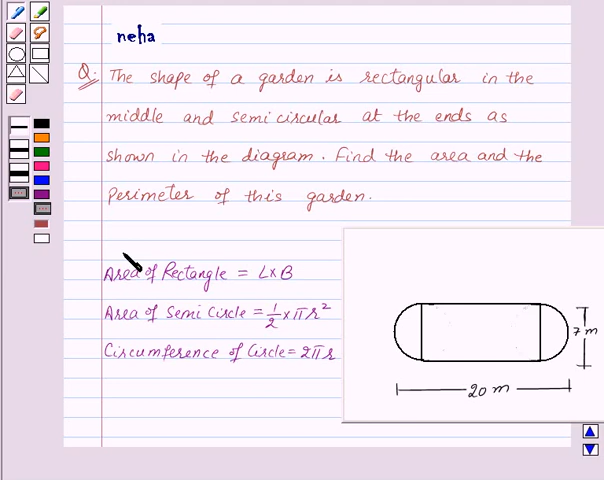 neha
Q. The shape of a garden is rectangular in the
middle and semi circular at the ends as
shown in the diagram. Find the area and the
Perimeter of this garden.
Area of Rectangle = L×B
Area of Semi Circle = 1/2 × πr²
Circumference of Circle = 2πr
7 m
20 m